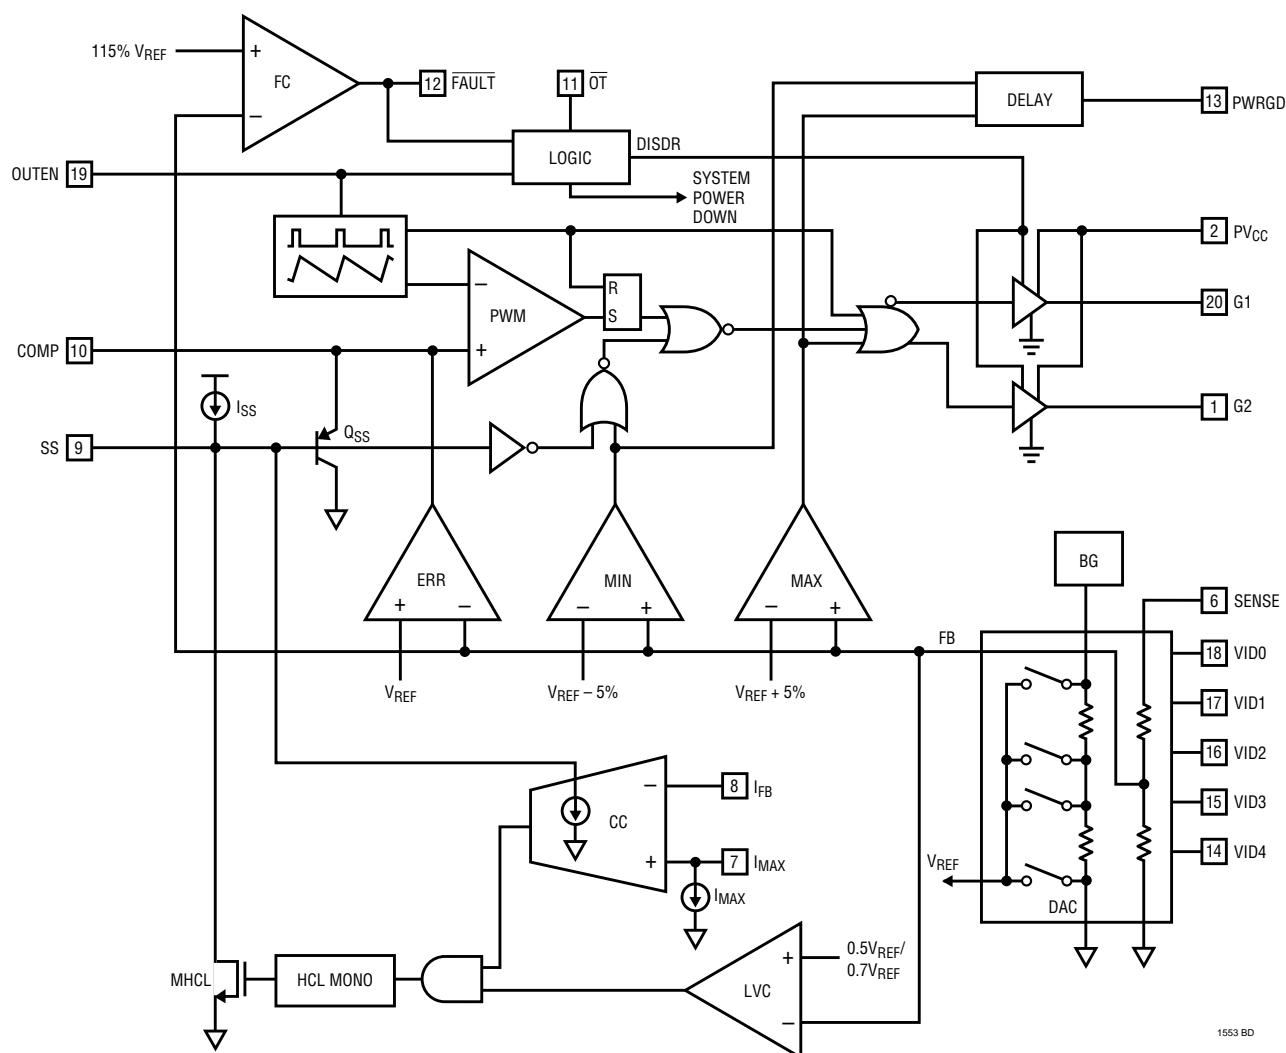 115% VREF
+
FC
–
12 FAULT
11 OT
DELAY
13 PWRGD
OUTEN 19
LOGIC
DISDR
SYSTEM
POWER
DOWN
2 PVCC
–
PWM
+
R
S
20 G1
COMP 10
ISS
QSS
SS 9
1 G2
ERR
+ –
MIN
– +
MAX
– +
BG
6 SENSE
FB
VREF
VREF – 5%
VREF + 5%
18 VID0
17 VID1
16 VID2
15 VID3
14 VID4
–
CC
+
8 IFB
7 IMAX
IMAX
VREF
DAC
MHCL
HCL MONO
LVC
+
–
0.5VREF/
0.7VREF
1553 BD